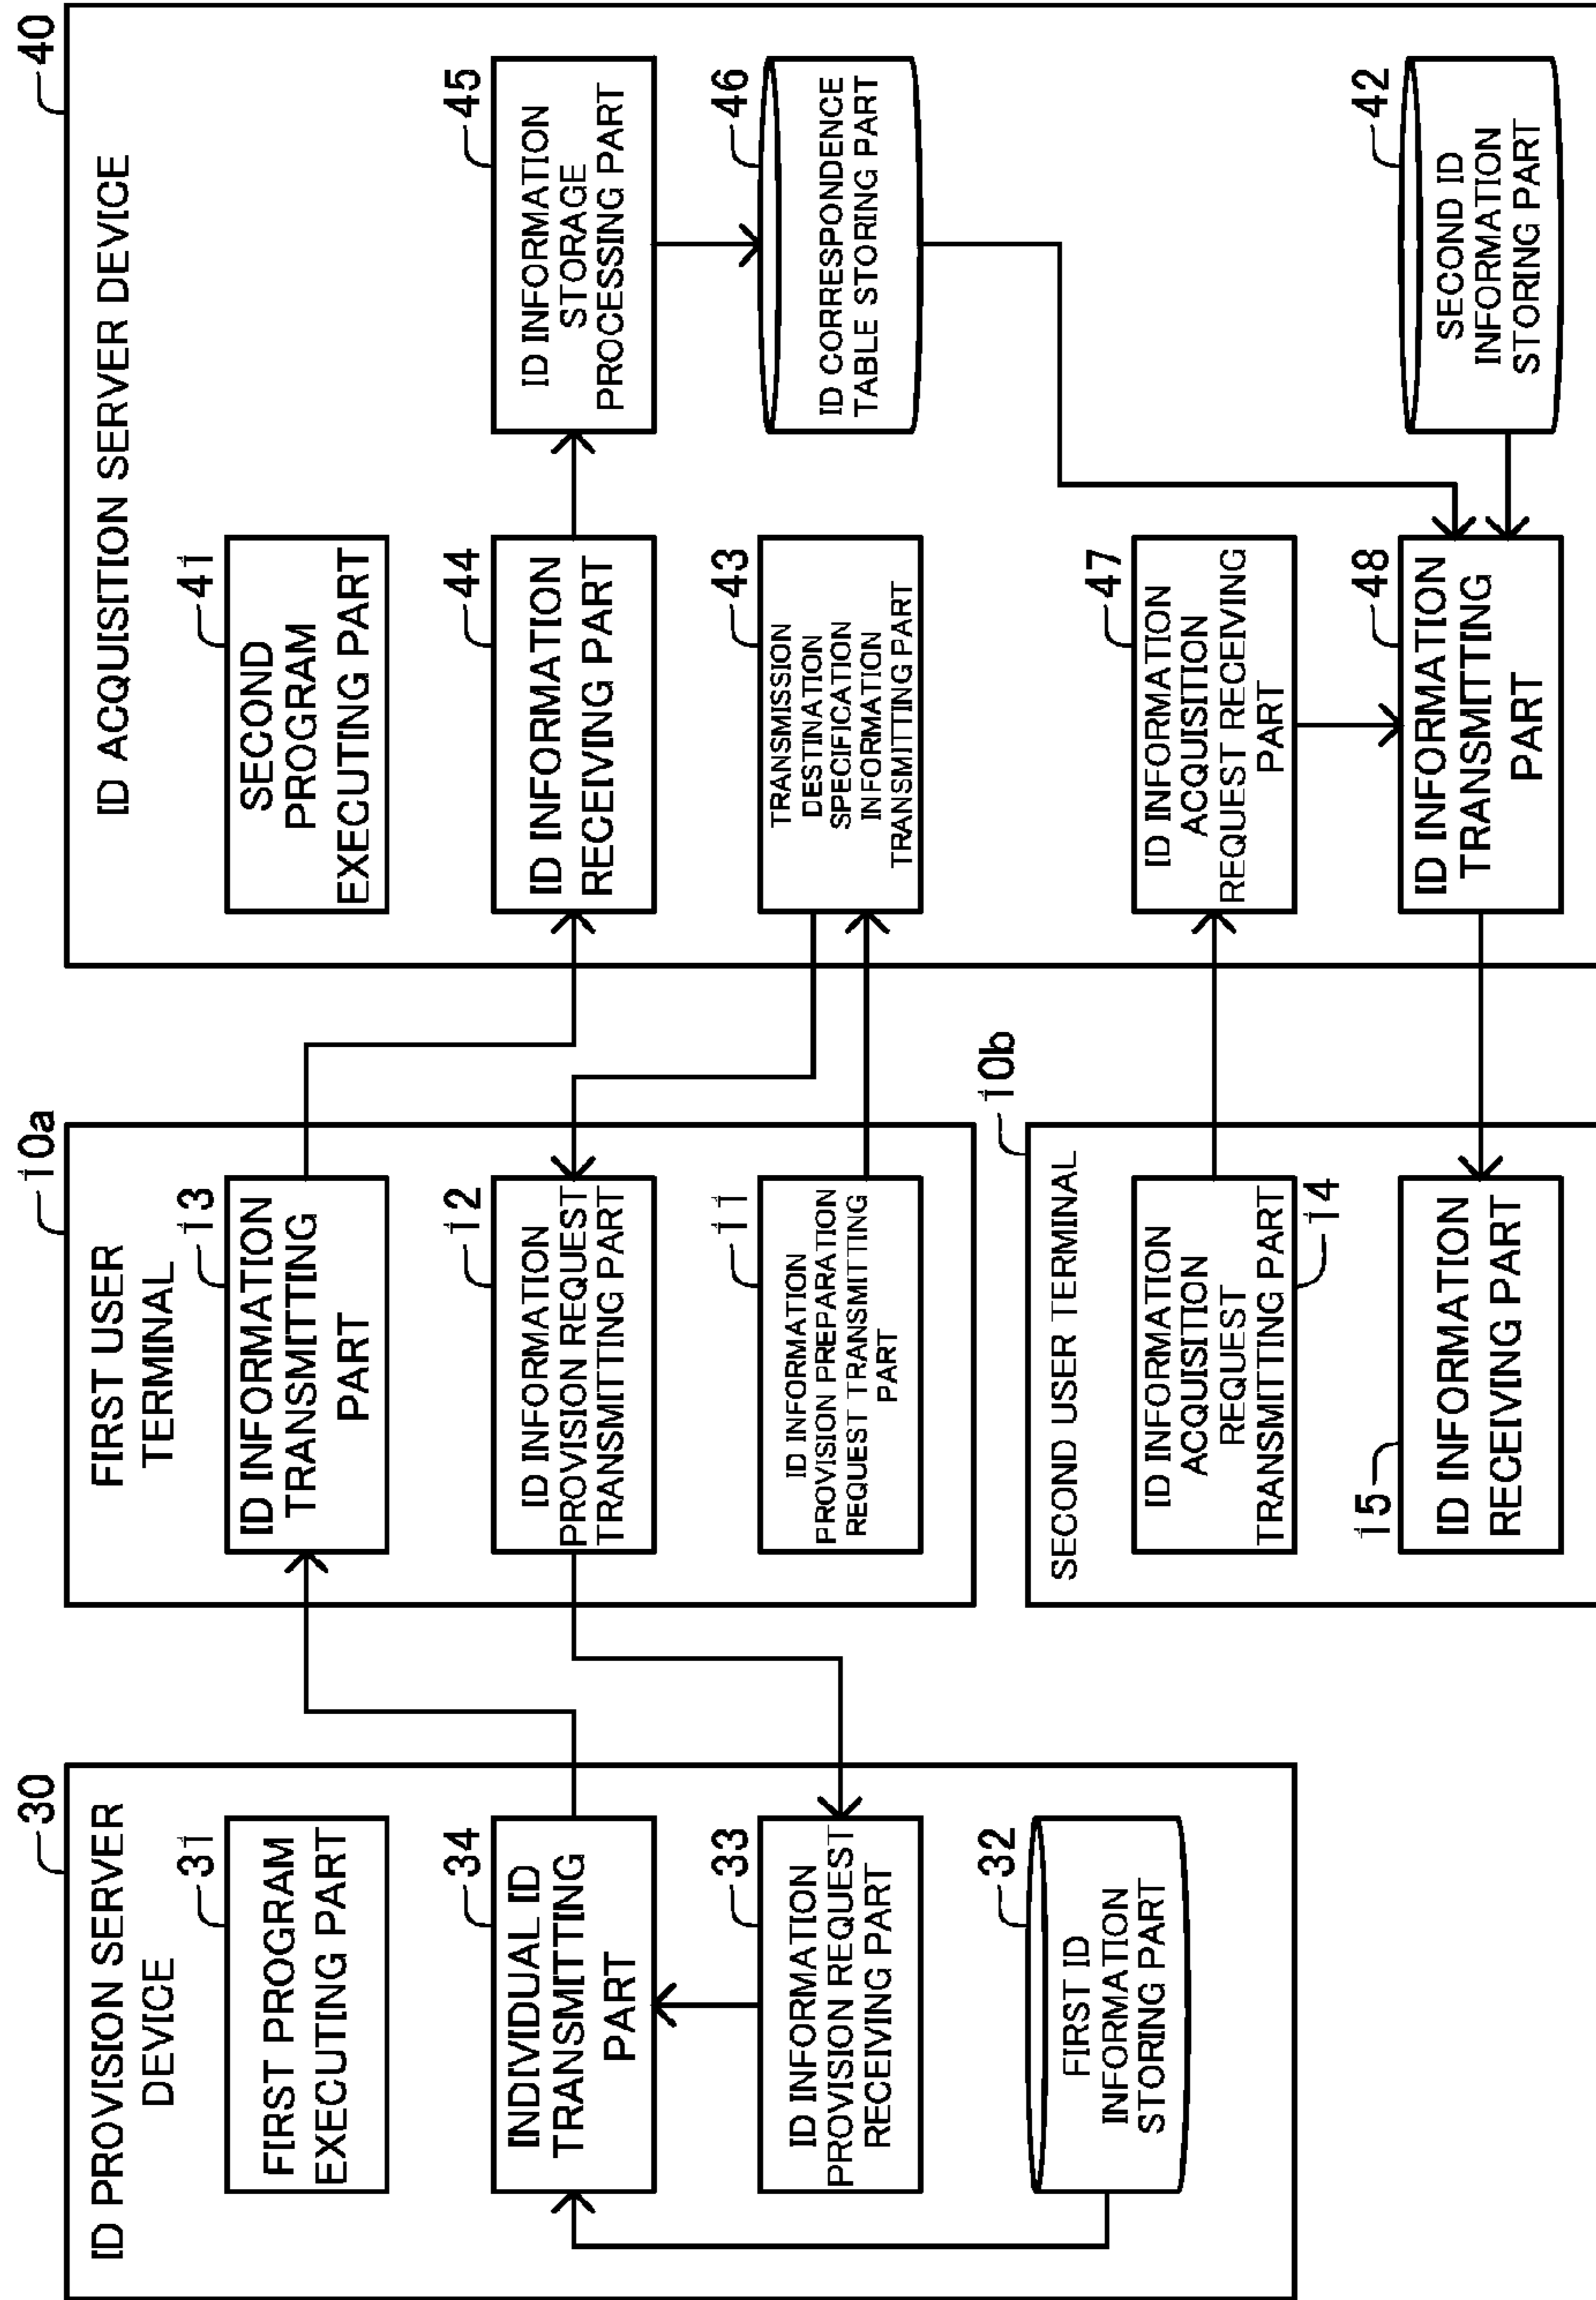 30
ID PROVISION SERVER
DEVICE
31
FIRST PROGRAM
EXECUTING PART
34
INDIVIDUAL ID
TRANSMITTING
PART
33
ID INFORMATION
PROVISION REQUEST
RECEIVING PART
32
FIRST ID
INFORMATION
STORING PART
10a
FIRST USER
TERMINAL
13
ID INFORMATION
TRANSMITTING
PART
12
ID INFORMATION
PROVISION REQUEST
TRANSMITTING PART
11
ID INFORMATION
PROVISION PREPARATION
REQUEST TRANSMITTING
PART
10b
SECOND USER TERMINAL
ID INFORMATION
ACQUISITION
REQUEST
TRANSMITTING PART
14
15
ID INFORMATION
RECEIVING PART
40
ID ACQUISITION SERVER DEVICE
41
SECOND
PROGRAM
EXECUTING PART
44
ID INFORMATION
RECEIVING PART
45
ID INFORMATION
STORAGE
PROCESSING PART
43
TRANSMISSION
DESTINATION
SPECIFICATION
INFORMATION
TRANSMITTING PART
46
ID CORRESPONDENCE
TABLE STORING PART
47
ID INFORMATION
ACQUISITION
REQUEST RECEIVING
PART
48
ID INFORMATION
TRANSMITTING
PART
42
SECOND ID
INFORMATION
STORING PART